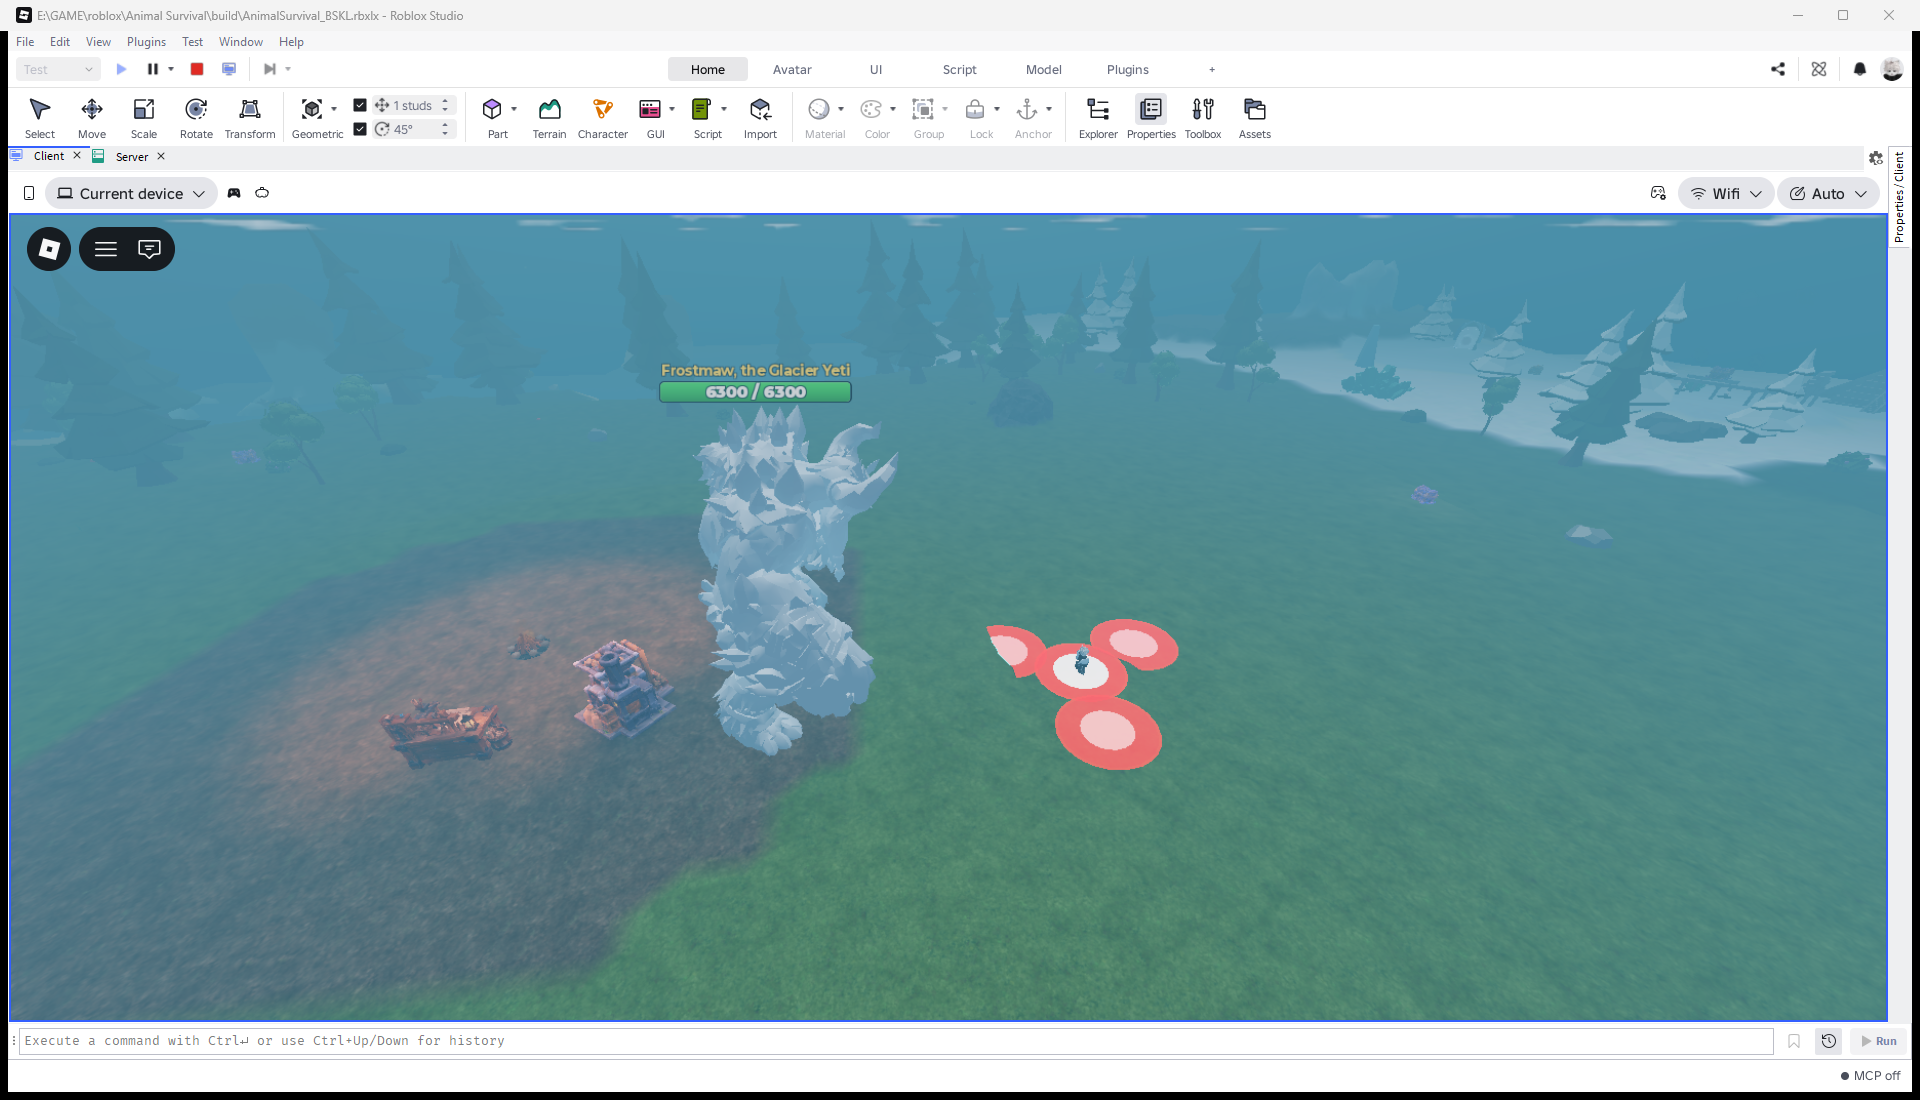 E:\GAME\roblox\Animal Survival\build\AnimalSurvival_BSKL.rbxlx - Roblox Studio
File Edit View Plugins Test Window Help
Test
Home Avatar UI Script Model Plugins +
1 studs
45°
Select Move Scale Rotate Transform Geometric Part Terrain Character GUI Script Import Material Color Group Lock Anchor Explorer Properties Toolbox Assets
Client Server
Properties / Client
Current device
Wifi Auto
Frostmaw, the Glacier Yeti
6300 / 6300
Execute a command with Ctrl↵ or use Ctrl+Up/Down for history
Run
MCP off